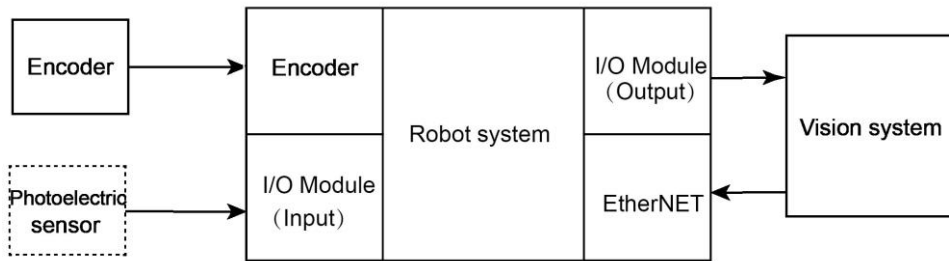 Encoder
Encoder
I/O Module
（Output）
Robot system
Vision system
Photoelectric
sensor
I/O Module
（Input）
EtherNET